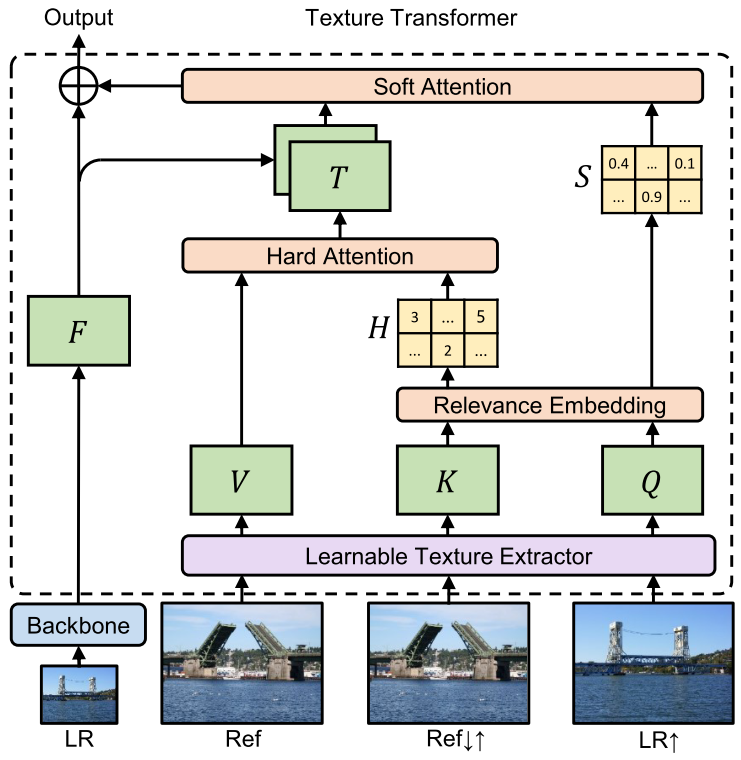 Output
Texture Transformer
Soft Attention
T
S
0.4 ... 0.1
... 0.9 ...
Hard Attention
F
H
3 ... 5
... 2 ...
Relevance Embedding
V
K
Q
Learnable Texture Extractor
Backbone
LR
Ref
Ref↓↑
LR↑